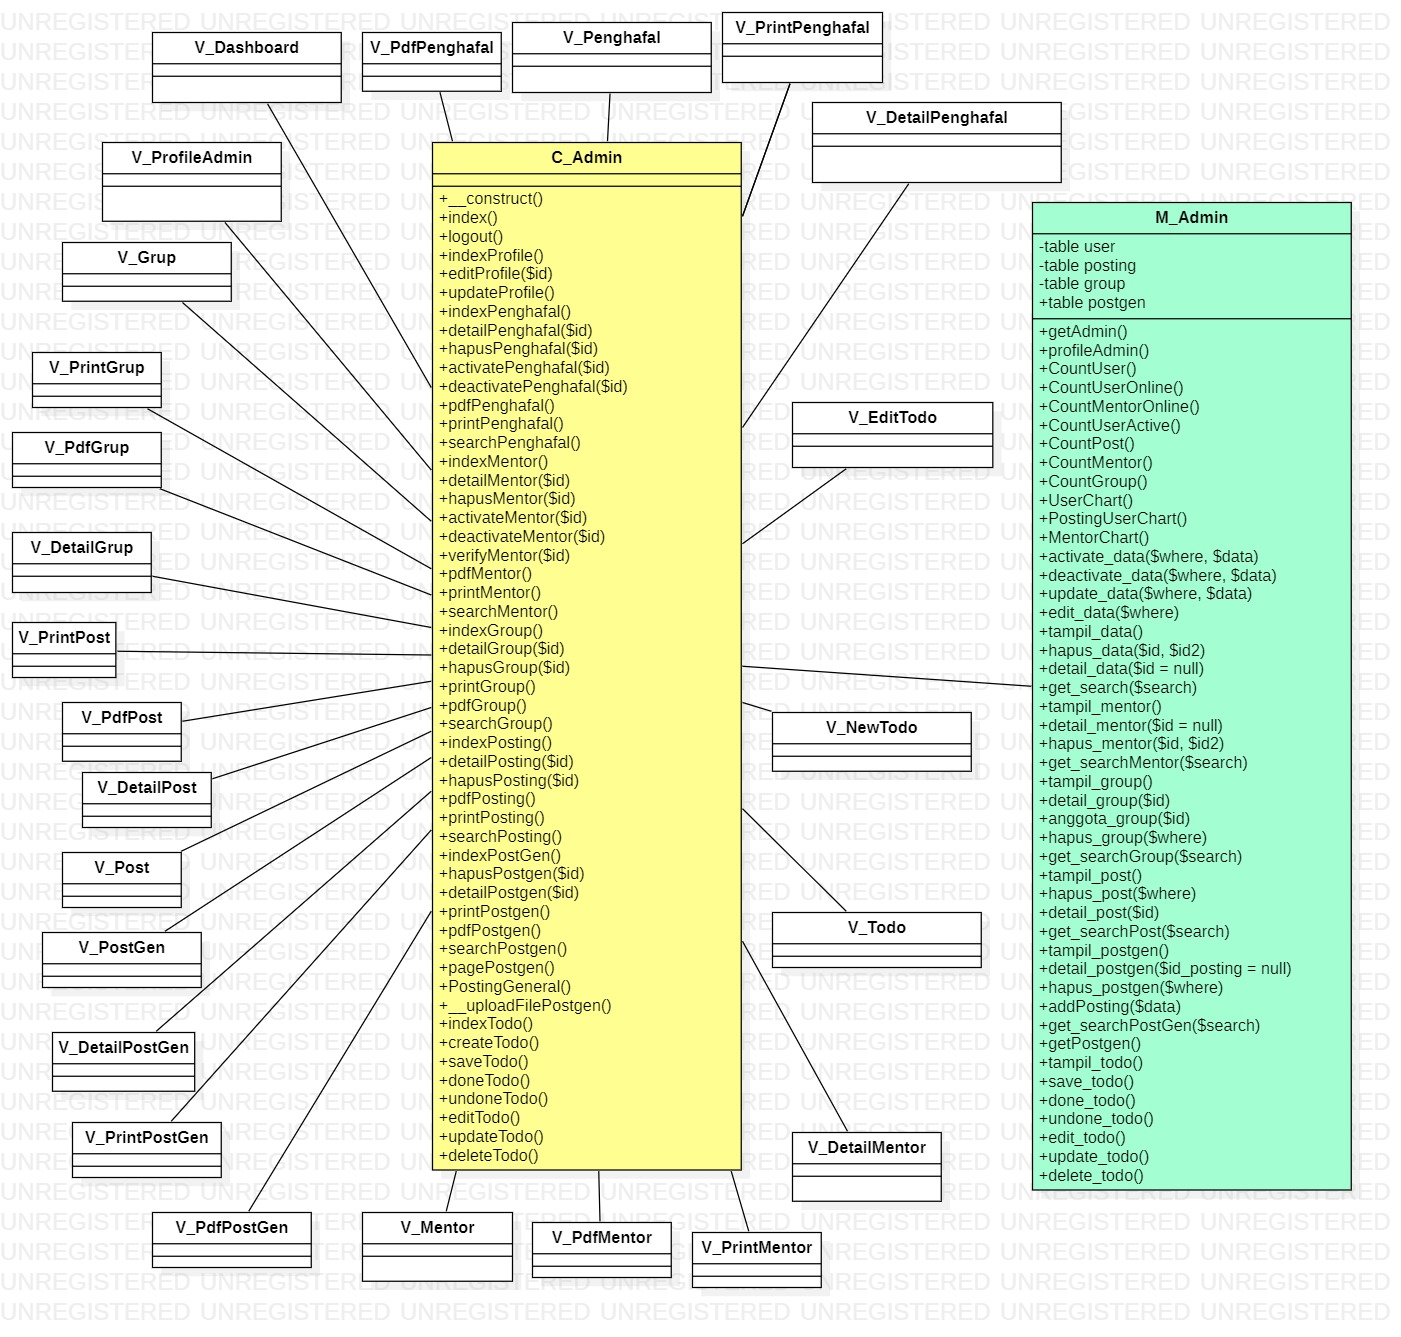 V_Dashboard
V_PdfPenghafal
V_Penghafal
V_PrintPenghafal
V_DetailPenghafal
V_ProfileAdmin
V_Grup
V_PrintGrup
V_PdfGrup
V_DetailGrup
V_PrintPost
V_PdfPost
V_DetailPost
V_Post
V_PostGen
V_DetailPostGen
V_PrintPostGen
V_PdfPostGen
V_Mentor
V_PdfMentor
V_PrintMentor
V_DetailMentor
V_Todo
V_NewTodo
V_EditTodo
C_Admin
+__construct()
+index()
+logout()
+indexProfile()
+editProfile($id)
+updateProfile()
+indexPenghafal()
+detailPenghafal($id)
+hapusPenghafal($id)
+activatePenghafal($id)
+deactivatePenghafal($id)
+pdfPenghafal()
+printPenghafal()
+searchPenghafal()
+indexMentor()
+detailMentor($id)
+hapusMentor($id)
+activateMentor($id)
+deactivateMentor($id)
+verifyMentor($id)
+pdfMentor()
+printMentor()
+searchMentor()
+indexGroup()
+detailGroup($id)
+hapusGroup($id)
+printGroup()
+pdfGroup()
+searchGroup()
+indexPosting()
+detailPosting($id)
+hapusPosting($id)
+pdfPosting()
+printPosting()
+searchPosting()
+indexPostGen()
+hapusPostgen($id)
+detailPostgen($id)
+printPostgen()
+pdfPostgen()
+searchPostgen()
+pagePostgen()
+PostingGeneral()
+__uploadFilePostgen()
+indexTodo()
+createTodo()
+saveTodo()
+doneTodo()
+undoneTodo()
+editTodo()
+updateTodo()
+deleteTodo()
M_Admin
-table user
-table posting
-table group
+table postgen
+getAdmin()
+profileAdmin()
+CountUser()
+CountUserOnline()
+CountMentorOnline()
+CountUserActive()
+CountPost()
+CountMentor()
+CountGroup()
+UserChart()
+PostingUserChart()
+MentorChart()
+activate_data($where, $data)
+deactivate_data($where, $data)
+update_data($where, $data)
+edit_data($where)
+tampil_data()
+hapus_data($id, $id2)
+detail_data($id = null)
+get_search($search)
+tampil_mentor()
+detail_mentor($id = null)
+hapus_mentor($id, $id2)
+get_searchMentor($search)
+tampil_group()
+detail_group($id)
+anggota_group($id)
+hapus_group($where)
+get_searchGroup($search)
+tampil_post()
+hapus_post($where)
+detail_post($id)
+get_searchPost($search)
+tampil_postgen()
+detail_postgen($id_posting = null)
+hapus_postgen($where)
+addPosting($data)
+get_searchPostGen($search)
+getPostgen()
+tampil_todo()
+save_todo()
+done_todo()
+undone_todo()
+edit_todo()
+update_todo()
+delete_todo()